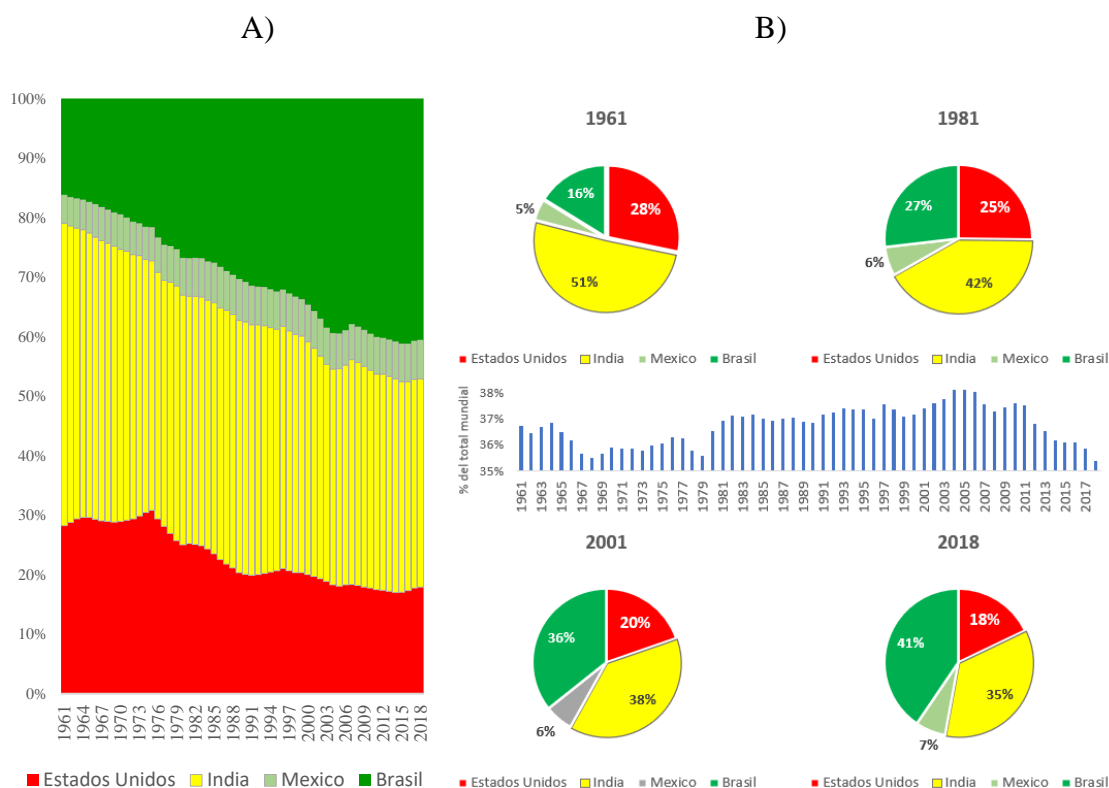 A)
B)
100%
90%
80%
70%
60%
50%
40%
30%
20%
10%
0%
1961 1964 1967 1970 1973 1976 1979 1982 1985 1988 1991 1994 1997 2000 2003 2006 2009 2012 2015 2018
Estados Unidos India Mexico Brasil
1961
16% 28% 5% 51%
Estados Unidos India Mexico Brasil
1981
27% 25% 6% 42%
Estados Unidos India Mexico Brasil
% del total mundial
38%
37%
36%
35%
1961 1963 1965 1967 1969 1971 1973 1975 1977 1979 1981 1983 1985 1987 1989 1991 1993 1995 1997 1999 2001 2003 2005 2007 2009 2011 2013 2015 2017
2001
36% 20% 6% 38%
Estados Unidos India Mexico Brasil
2018
41% 18% 7% 35%
Estados Unidos India Mexico Brasil